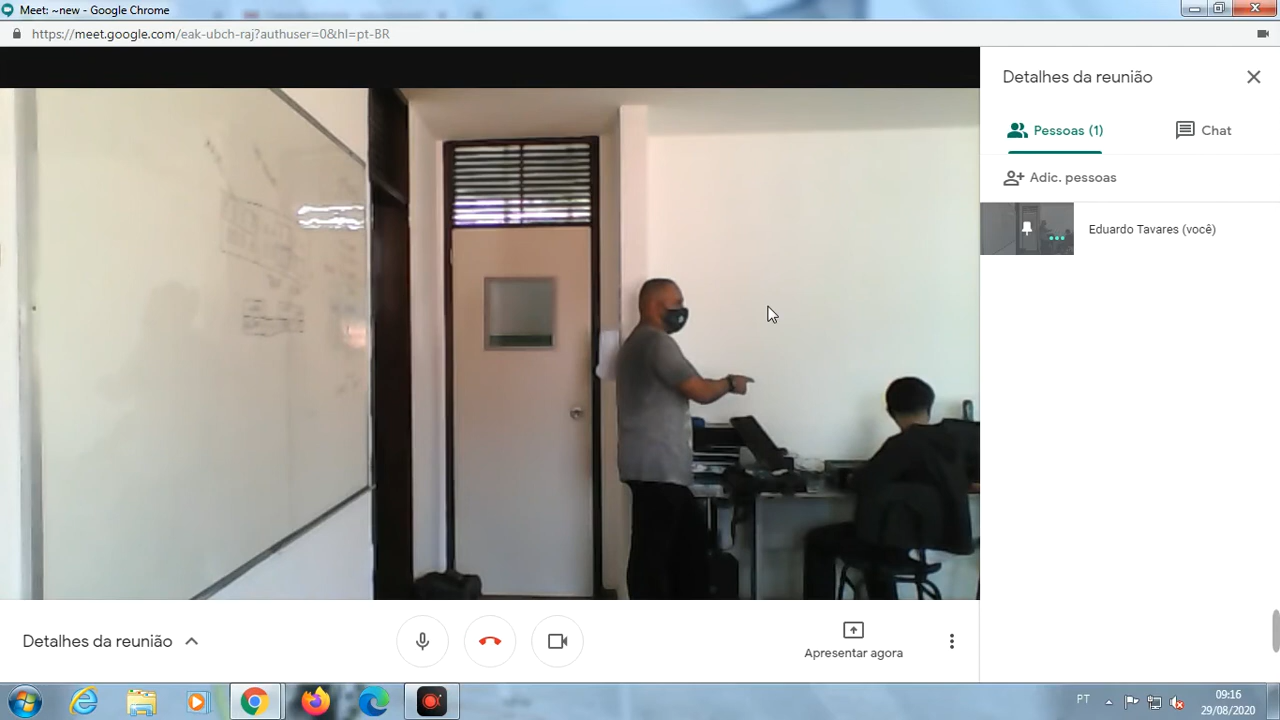 Meet: ~new - Google Chrome
https://meet.google.com/eak-ubch-raj?authuser=0&hl=pt-BR
Detalhes da reunião
Pessoas (1)
Chat
Adic. pessoas
Eduardo Tavares (você)
Detalhes da reunião
Apresentar agora
PT
09:16
29/08/2020